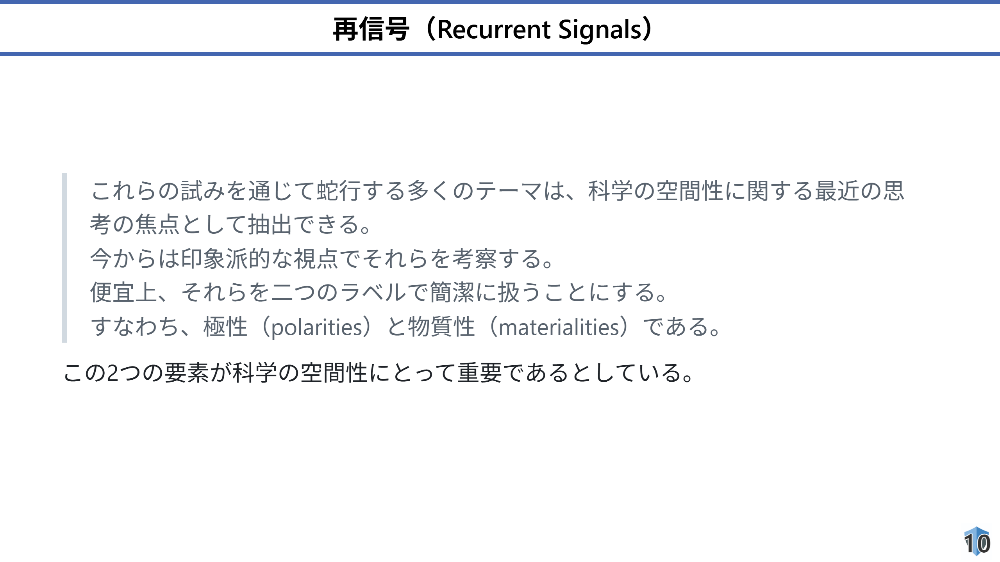 再信号（Recurrent Signals）
これらの試みを通じて蛇行する多くのテーマは、科学の空間性に関する最近の思
考の焦点として抽出できる。
今からは印象派的な視点でそれらを考察する。
便宜上、それらを二つのラベルで簡潔に扱うことにする。
すなわち、極性（polarities）と物質性（materialities）である。
この2つの要素が科学の空間性にとって重要であるとしている。
10